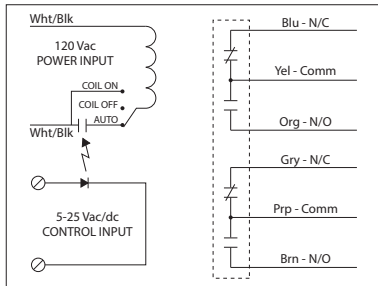 Wht/Blk
120 Vac
POWER INPUT
COIL ON
COIL OFF
AUTO
Wht/Blk
5-25 Vac/dc
CONTROL INPUT
Blu - N/C
Yel - Comm
Org - N/O
Gry - N/C
Prp - Comm
Brn - N/O